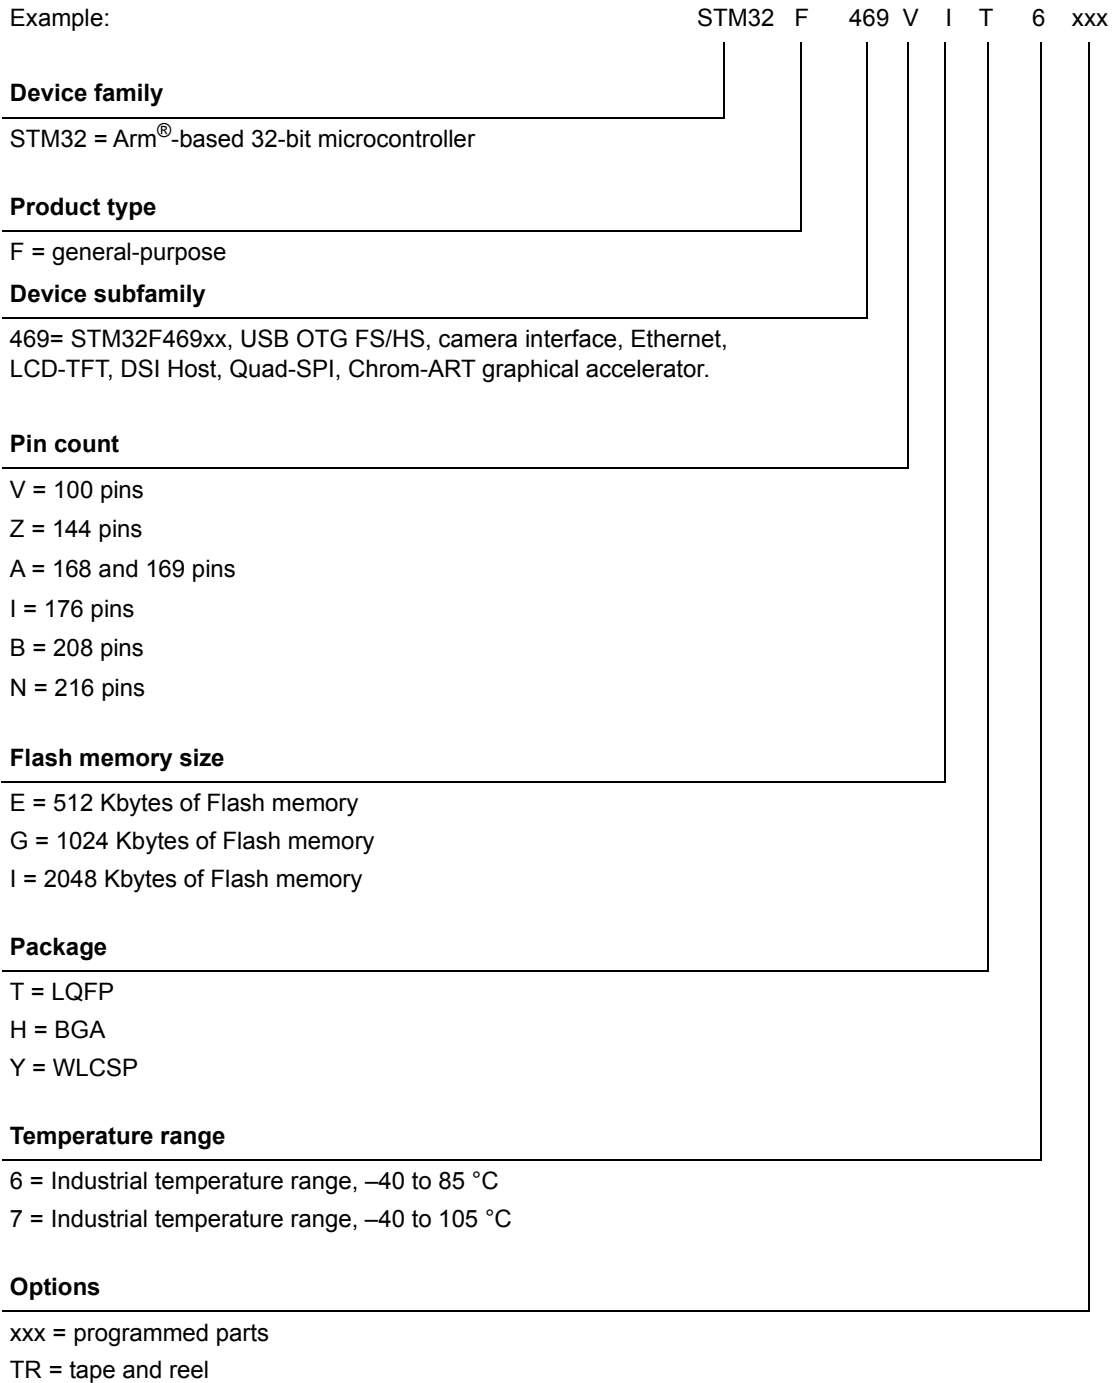 Example: STM32 F 469 V I T 6 xxx
Device family
STM32 = Arm®-based 32-bit microcontroller
Product type
F = general-purpose
Device subfamily
469= STM32F469xx, USB OTG FS/HS, camera interface, Ethernet,
LCD-TFT, DSI Host, Quad-SPI, Chrom-ART graphical accelerator.
Pin count
V = 100 pins
Z = 144 pins
A = 168 and 169 pins
I = 176 pins
B = 208 pins
N = 216 pins
Flash memory size
E = 512 Kbytes of Flash memory
G = 1024 Kbytes of Flash memory
I = 2048 Kbytes of Flash memory
Package
T = LQFP
H = BGA
Y = WLCSP
Temperature range
6 = Industrial temperature range, –40 to 85 °C
7 = Industrial temperature range, –40 to 105 °C
Options
xxx = programmed parts
TR = tape and reel